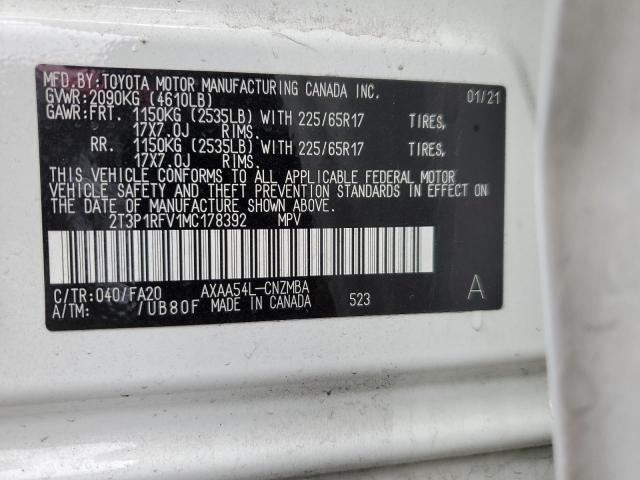 MFD.BY:TOYOTA MOTOR MANUFACTURING CANADA INC.
GVWR:2090KG (4610LB) 01/21
GAWR:FRT. 1150KG (2535LB) WITH 225/65R17 TIRES,
17X7.0J RIMS.
RR. 1150KG (2535LB) WITH 225/65R17 TIRES,
17X7.0J RIMS.
THIS VEHICLE CONFORMS TO ALL APPLICABLE FEDERAL MOTOR
VEHICLE SAFETY AND THEFT PREVENTION STANDARDS IN EFFECT ON
THE DATE OF MANUFACTURE SHOWN ABOVE.
2T3P1RFV1MC178392 MPV
C/TR:040/FA20 AXAA54L-CNZMBA
A/TM: /UB80F MADE IN CANADA 523 A